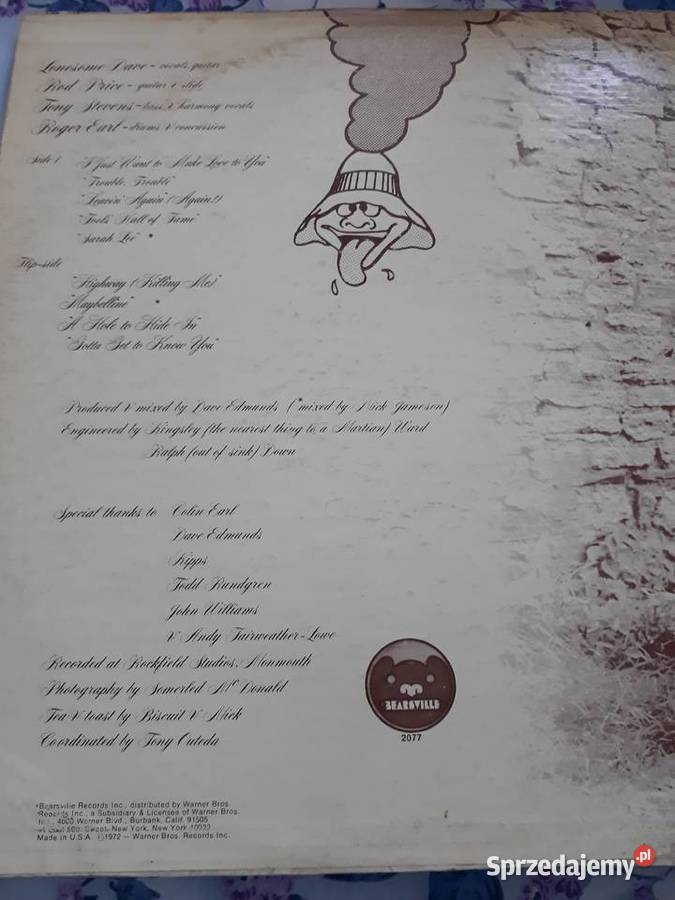 Lonesome Dave - vocals, guitar
Rod Price - guitar & slide
Tony Stevens - bass & harmony vocals
Roger Earl - drums & concussion
Side 1 "I Just Want to Make Love to You"
"Trouble, Trouble"
"Leavin' Again (Again!)"
"Fool's Hall of Fame"
"Sarah Lee" *
Flip-side
"Highway (Killing Me)"
"Maybelline" *
"A Hole to Hide In"
"Gotta Get to Know You"
Produced & mixed by Dave Edmunds (*mixed by Nick Jameson)
Engineered by Kingsley (the nearest thing to a Martian) Ward
Ralph (out of sink) Down
Special thanks to Colin Earl
Dave Edmunds
Kipps
Todd Rundgren
John Williams
& Andy Fairweather-Lowe
Recorded at Rockfield Studios, Monmouth
Photography by Somerled McDonald
Tea & toast by Biscuit & Mick
Coordinated by Tony Outeda
BEARSVILLE
2077
Bearsville Records Inc., distributed by Warner Bros.
Records Inc., a Subsidiary & Licensee of Warner Bros.
Inc., 4000 Warner Blvd., Burbank, Calif. 91505
Street, New York, New York 10022
Made in U.S.A. ©1972 - Warner Bros. Records Inc.
Sprzedajemy.pl